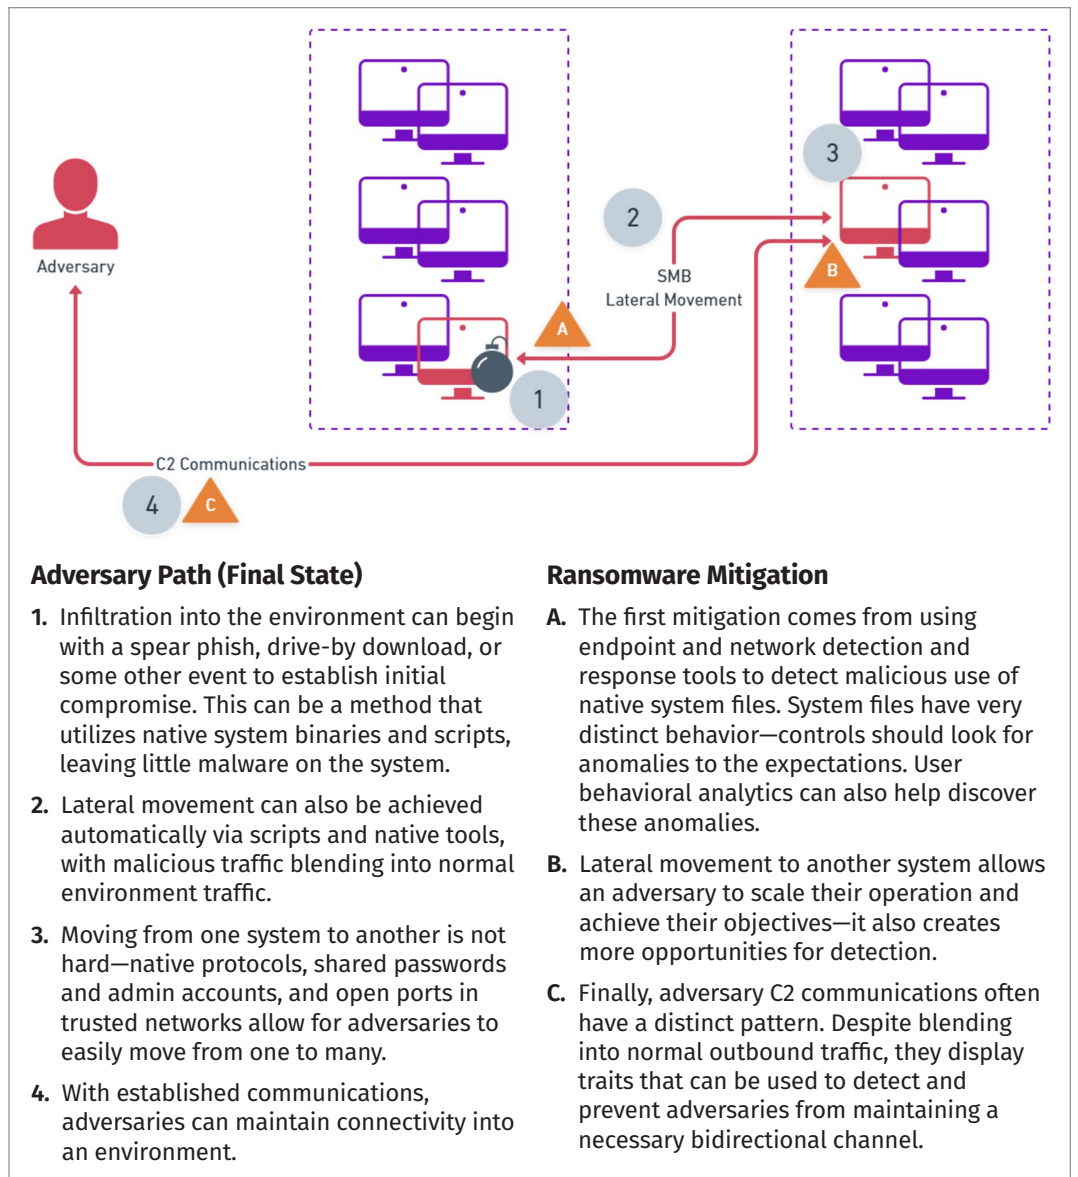 3
2
Adversary
SMB
Lateral Movement
B
A
1
C2 Communications
4
C
Adversary Path (Final State)
1. Infiltration into the environment can begin
with a spear phish, drive-by download, or
some other event to establish initial
compromise. This can be a method that
utilizes native system binaries and scripts,
leaving little malware on the system.
2. Lateral movement can also be achieved
automatically via scripts and native tools,
with malicious traffic blending into normal
environment traffic.
3. Moving from one system to another is not
hard—native protocols, shared passwords
and admin accounts, and open ports in
trusted networks allow for adversaries to
easily move from one to many.
4. With established communications,
adversaries can maintain connectivity into
an environment.
Ransomware Mitigation
A. The first mitigation comes from using
endpoint and network detection and
response tools to detect malicious use of
native system files. System files have very
distinct behavior—controls should look for
anomalies to the expectations. User
behavioral analytics can also help discover
these anomalies.
B. Lateral movement to another system allows
an adversary to scale their operation and
achieve their objectives—it also creates
more opportunities for detection.
C. Finally, adversary C2 communications often
have a distinct pattern. Despite blending
into normal outbound traffic, they display
traits that can be used to detect and
prevent adversaries from maintaining a
necessary bidirectional channel.